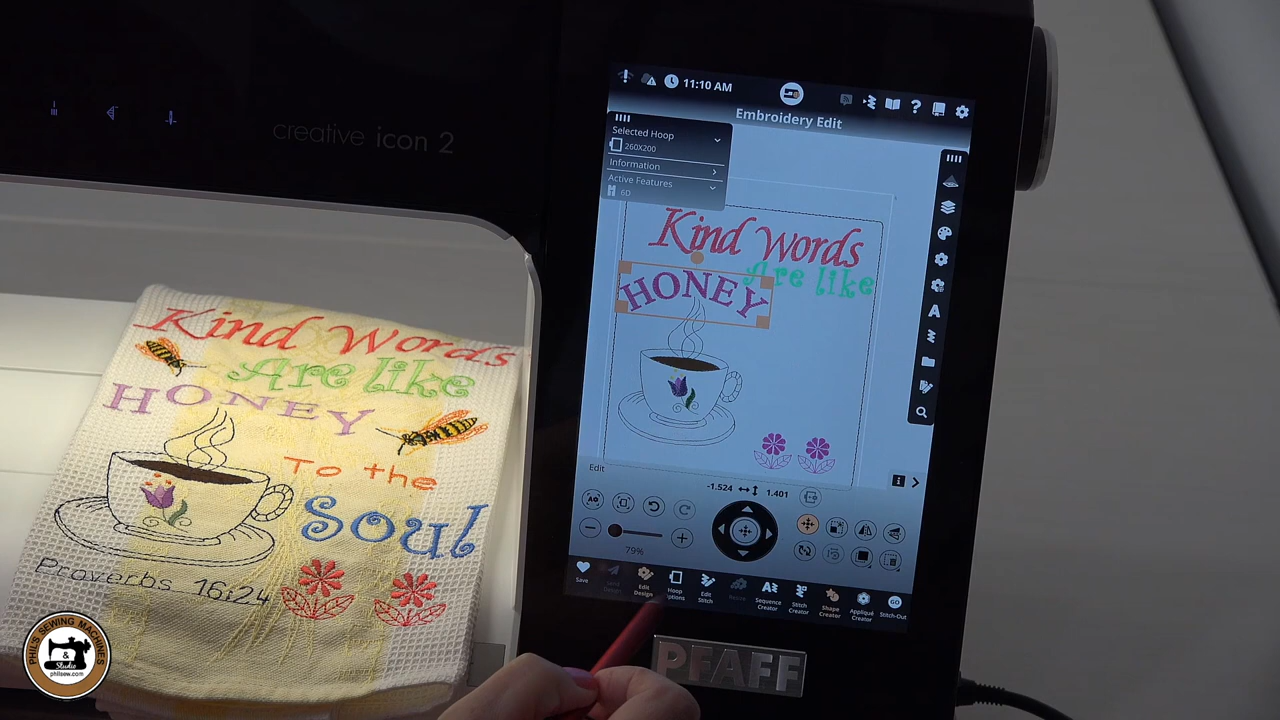 creative icon 2
11:10 AM
Embroidery Edit
Selected Hoop
260X200
Information
Active Features
6D
Kind Words
Are like
HONEY
Edit
-1.524
1.401
79%
Save
Edit Design
Hoop Options
Edit Stitch
Sequence Creator
Stitch Creator
Shape Creator
Appliqué Creator
GO
Stitch-Out
PFAFF
Kind Words
Are like
HONEY
To the
Soul
Proverbs 16:24
PHIL'S SEWING MACHINES
&
Studio
philsew.com